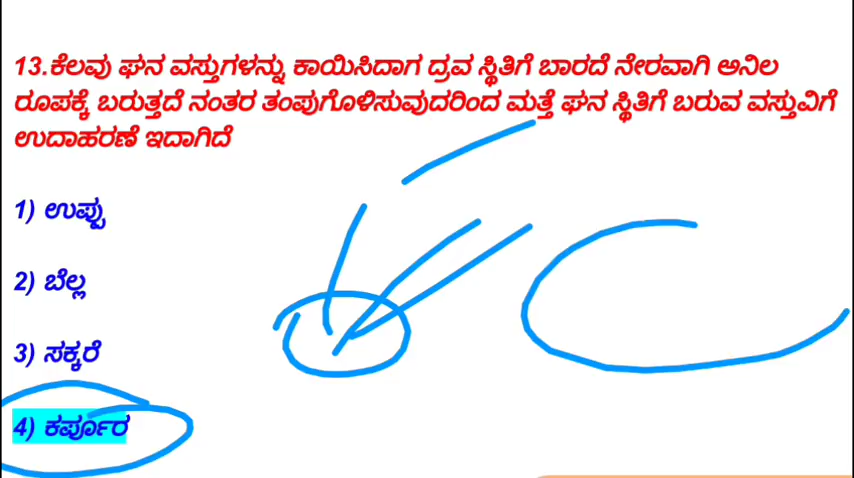 13.ಕೆಲವು ಘನ ವಸ್ತುಗಳನ್ನು ಕಾಯಿಸಿದಾಗ ದ್ರವ ಸ್ಥಿತಿಗೆ ಬಾರದೆ ನೇರವಾಗಿ ಅನಿಲ
ರೂಪಕ್ಕೆ ಬರುತ್ತದೆ ನಂತರ ತಂಪುಗೊಳಿಸುವುದರಿಂದ ಮತ್ತೆ ಘನ ಸ್ಥಿತಿಗೆ ಬರುವ ವಸ್ತುವಿಗೆ
ಉದಾಹರಣೆ ಇದಾಗಿದೆ
1) ಉಪ್ಪು
2) ಬೆಲ್ಲ
3) ಸಕ್ಕರೆ
4) ಕರ್ಪೂರ